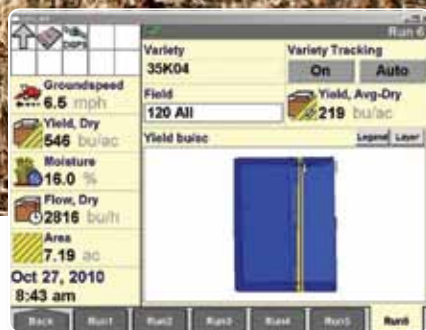 Run 6
DGPS
Variety
35K04
Variety Tracking
On Auto
Groundspeed
6.5 mph
Field
120 All
Yield, Avg-Dry
219 bu/ac
Yield, Dry
546 bu/ac
Yield bu/ac
Legend Layer
Moisture
16.0 %
Flow, Dry
2816 bu/h
Area
7.19 ac
Oct 27, 2010
8:43 am
Back Run1 Run2 Run3 Run4 Run5 Run6